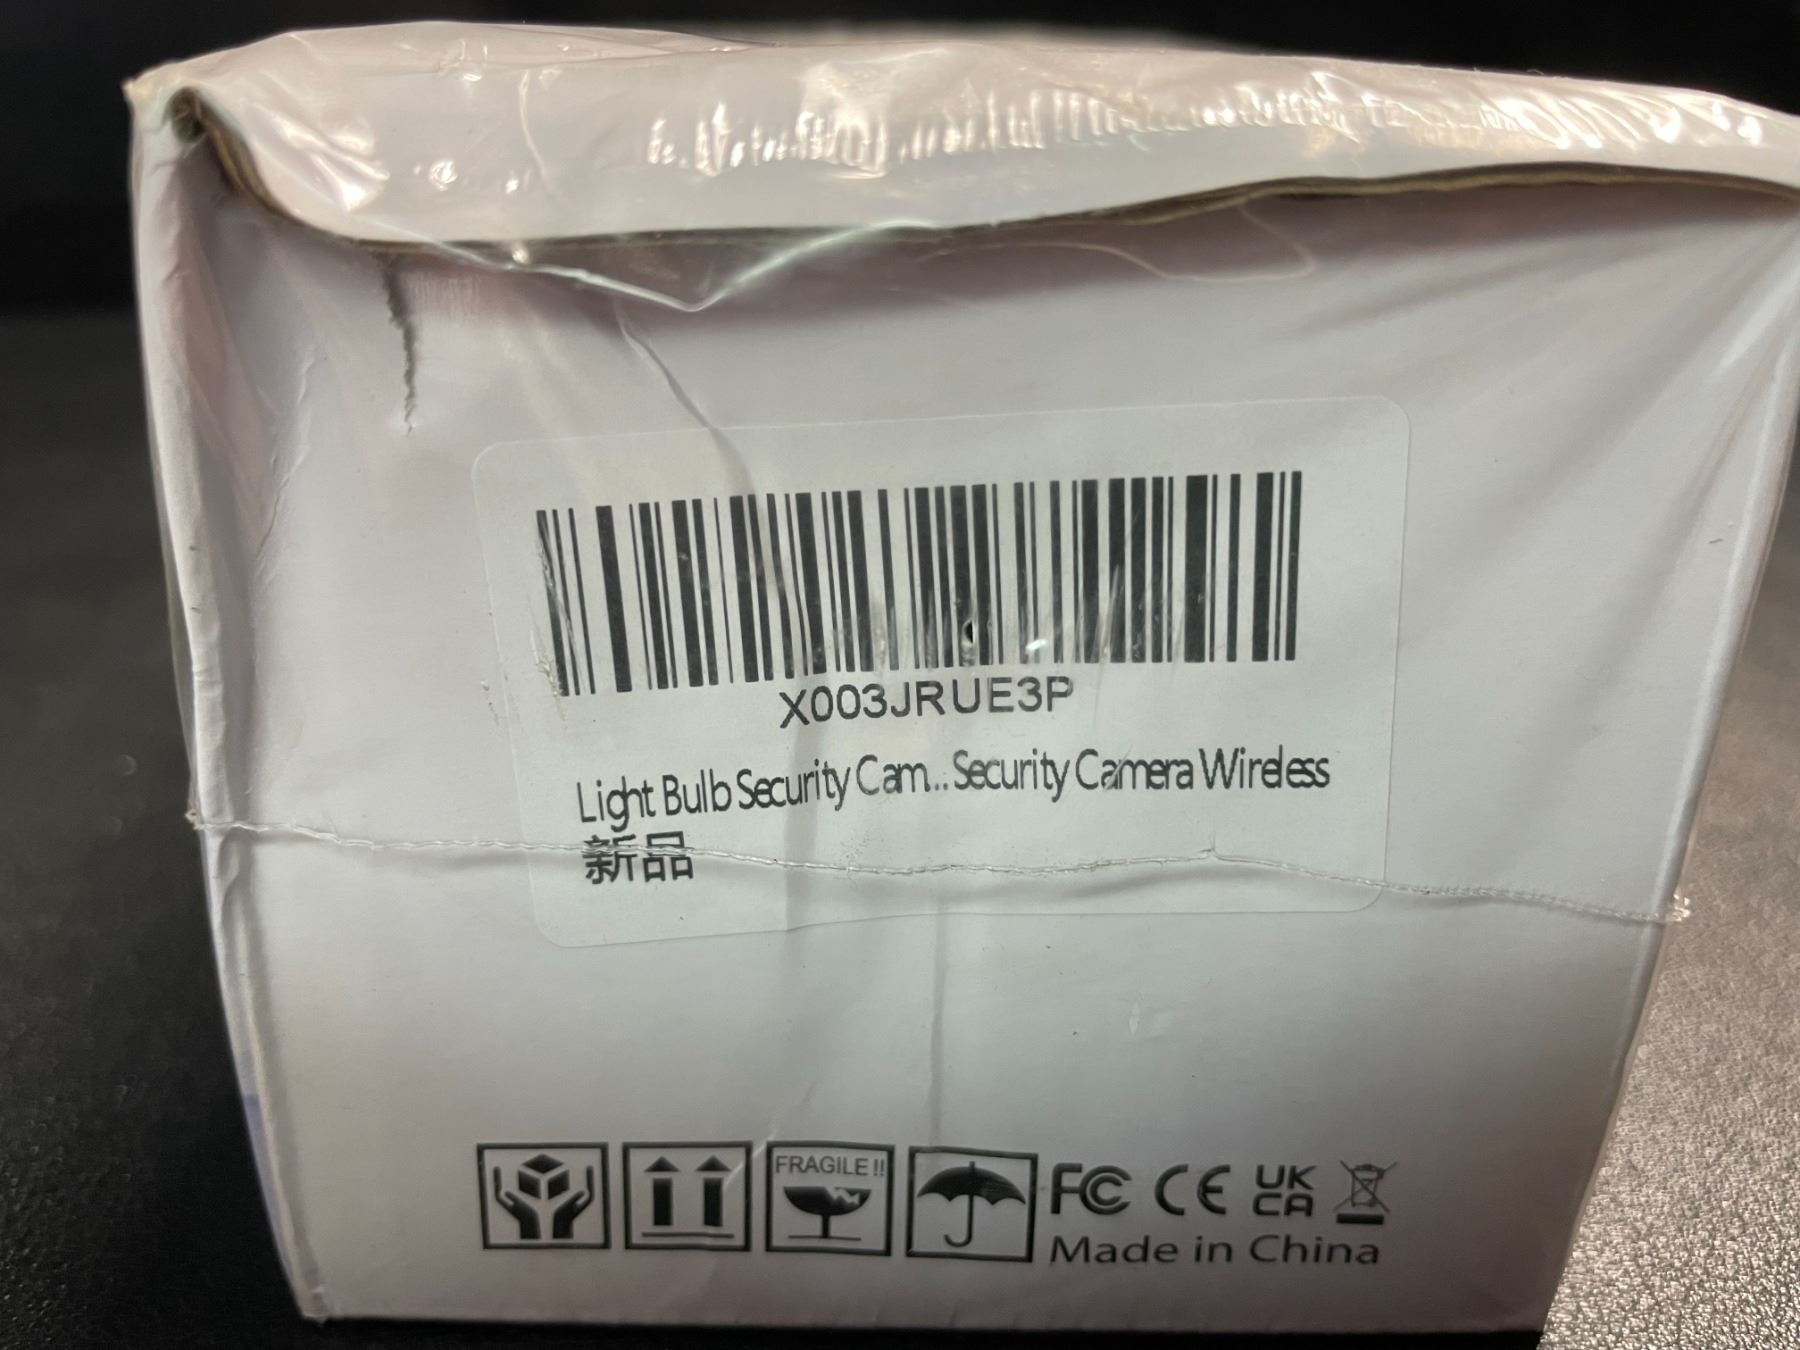 X003JRUE3P
Light Bulb Security Cam... Security Camera Wireless
新品
FRAGILE !!
FC CE UK CA
Made in China